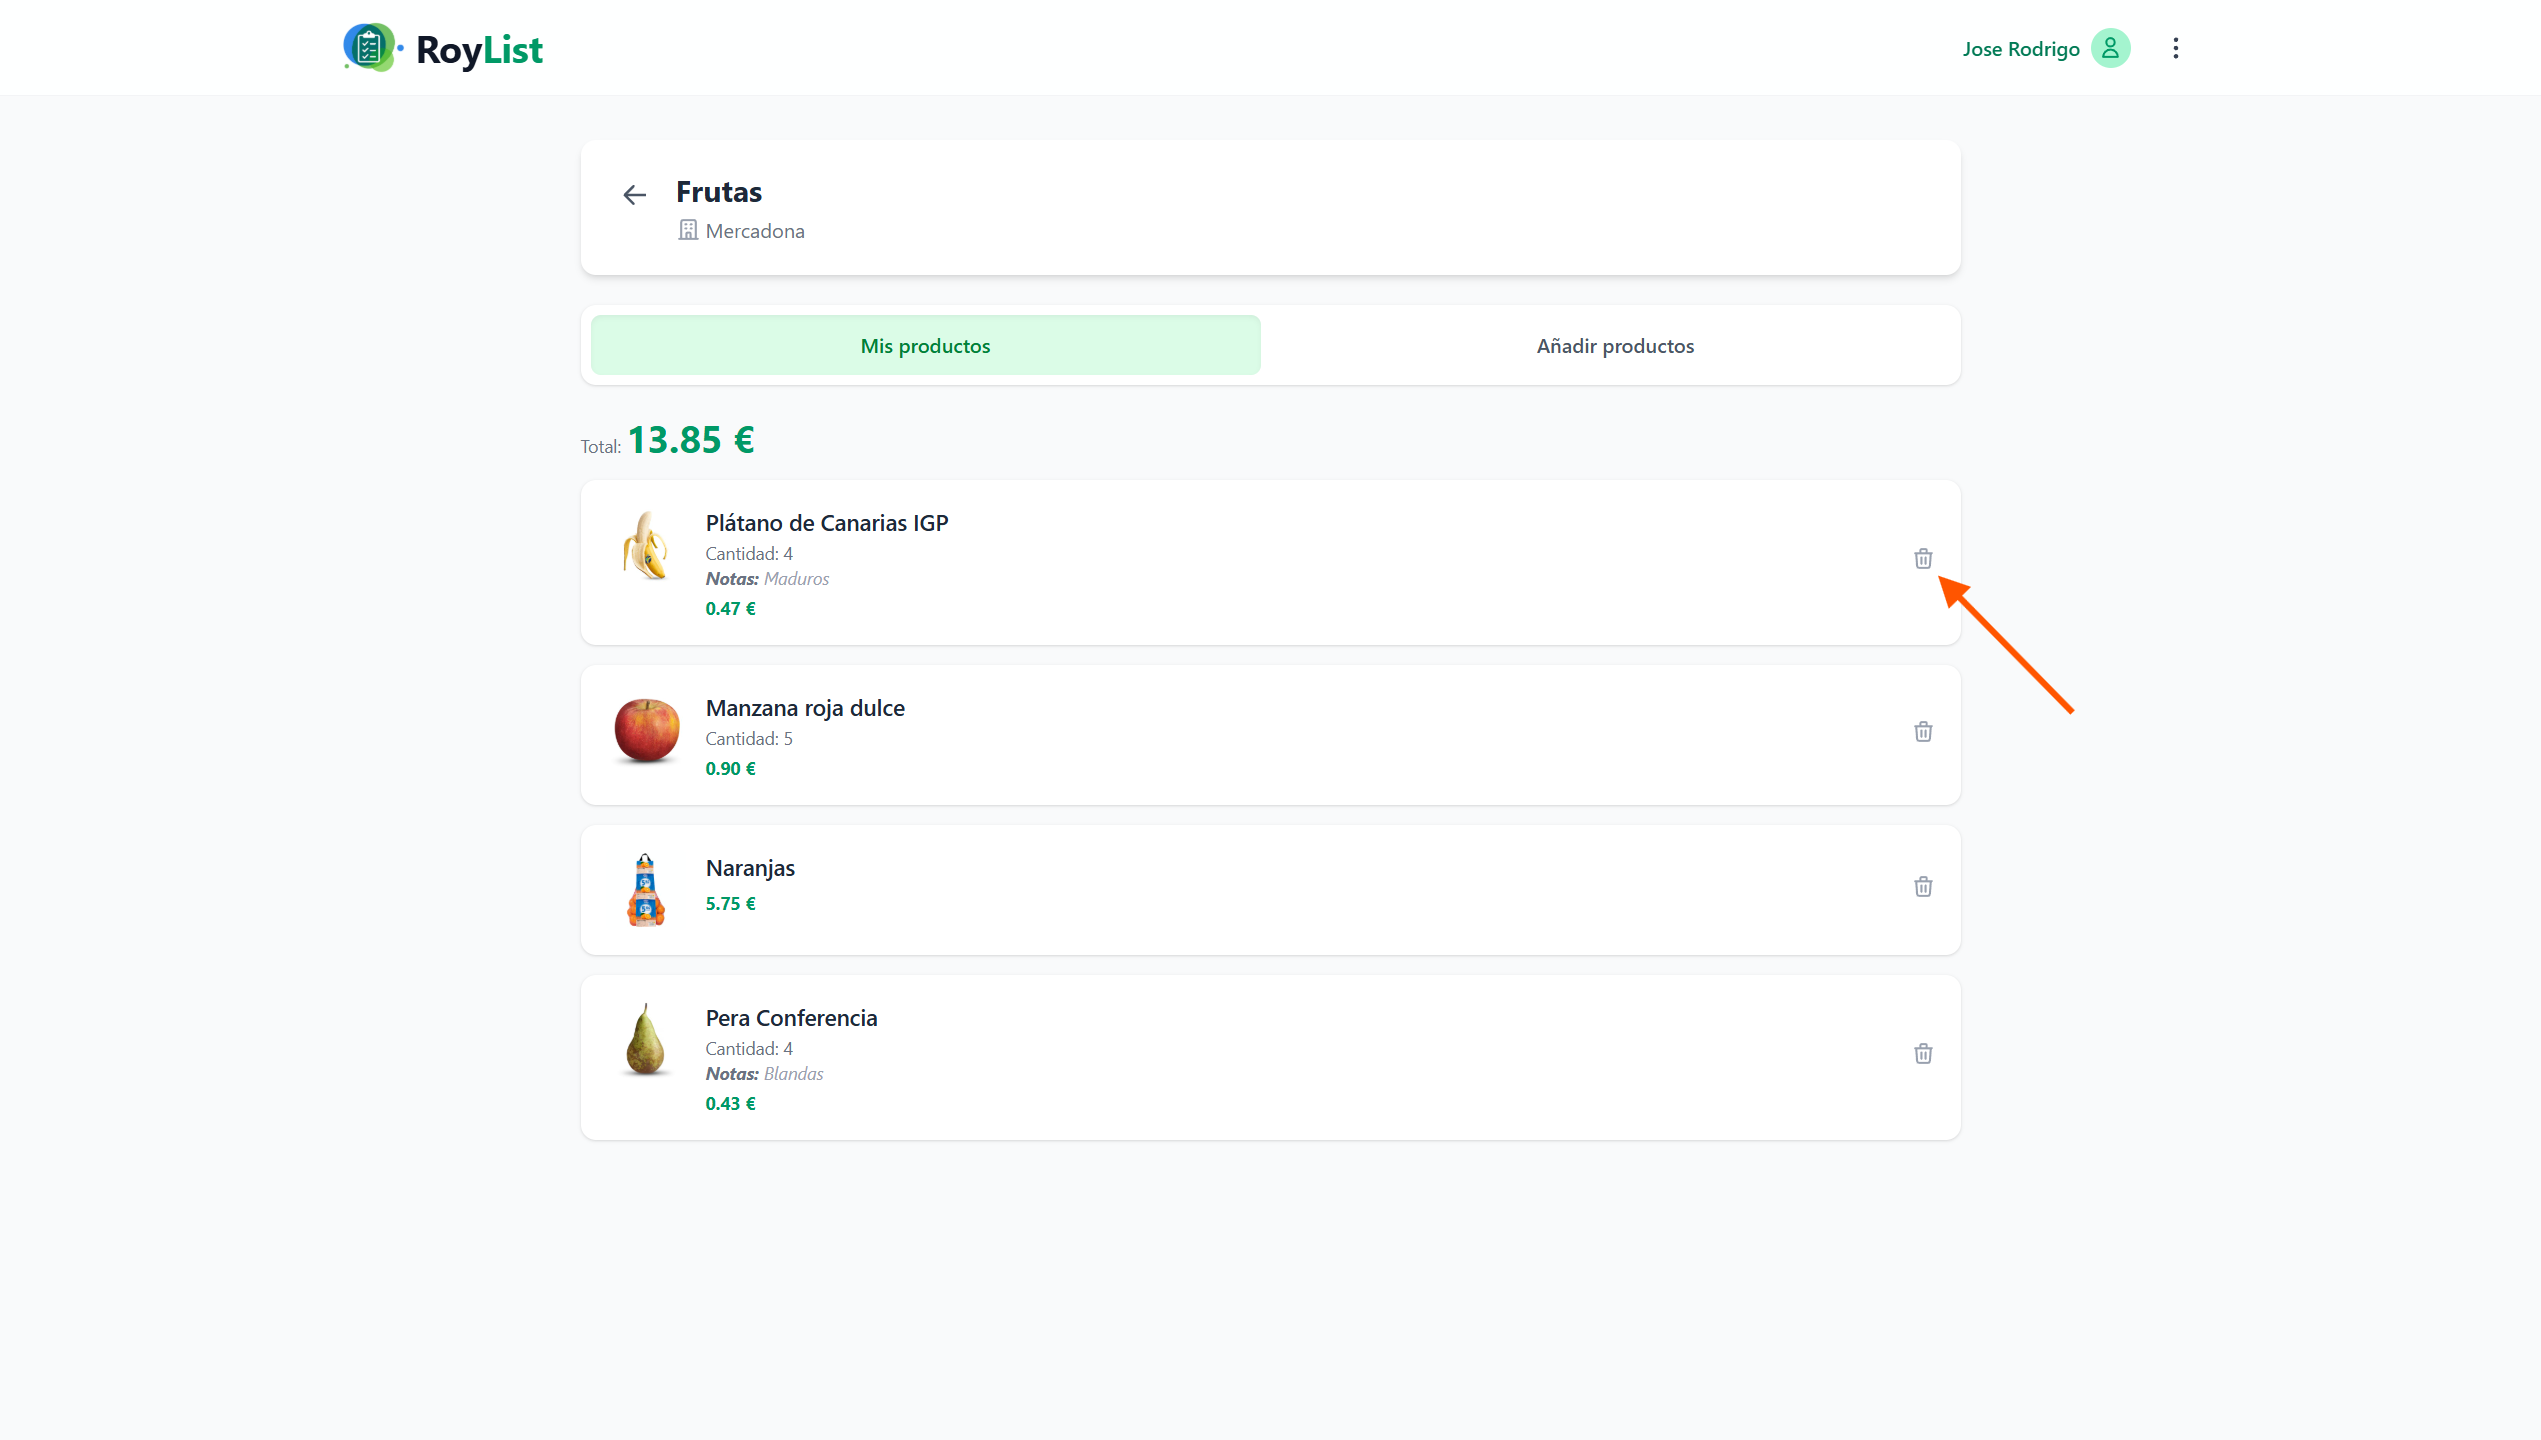 RoyList
Jose Rodrigo
Frutas
Mercadona
Mis productos
Añadir productos
Total: 13.85 €
Plátano de Canarias IGP
Cantidad: 4
Notas: Maduros
0.47 €
Manzana roja dulce
Cantidad: 5
0.90 €
Naranjas
5.75 €
Pera Conferencia
Cantidad: 4
Notas: Blandas
0.43 €